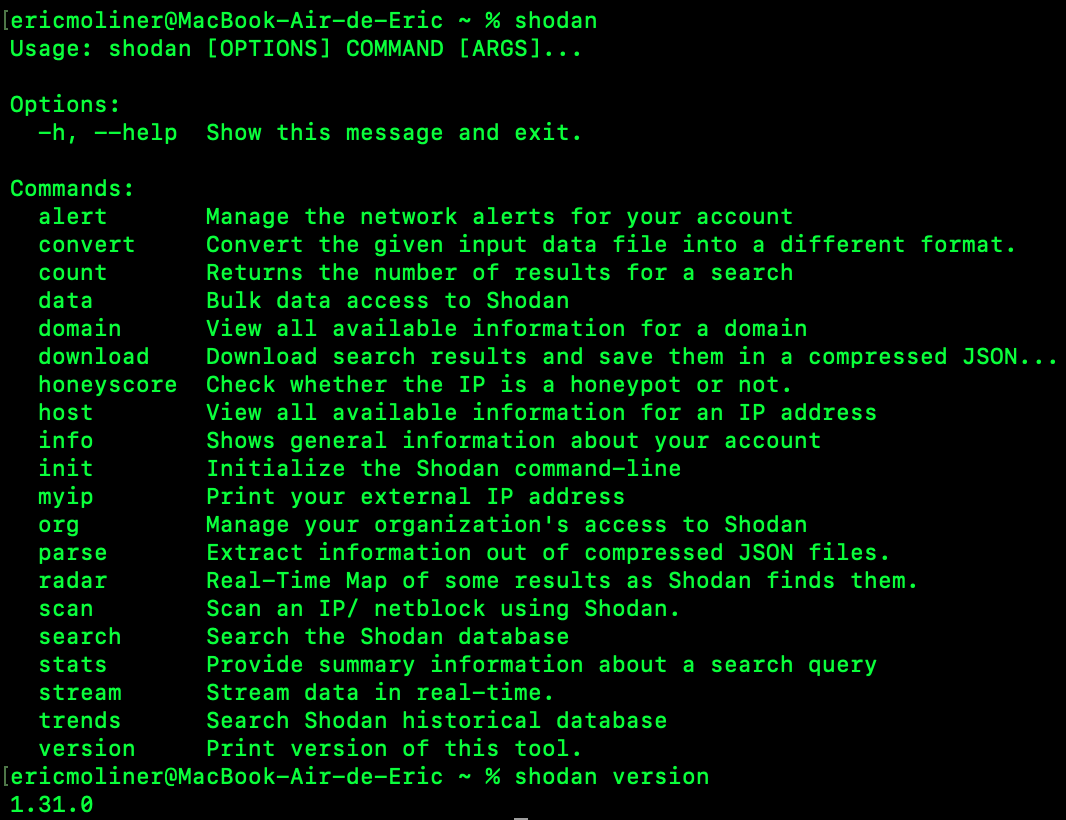 [ericmoliner@MacBook-Air-de-Eric ~ % shodan
Usage: shodan [OPTIONS] COMMAND [ARGS]...

Options:
  -h, --help  Show this message and exit.

Commands:
  alert       Manage the network alerts for your account
  convert     Convert the given input data file into a different format.
  count       Returns the number of results for a search
  data        Bulk data access to Shodan
  domain      View all available information for a domain
  download    Download search results and save them in a compressed JSON...
  honeyscore  Check whether the IP is a honeypot or not.
  host        View all available information for an IP address
  info        Shows general information about your account
  init        Initialize the Shodan command-line
  myip        Print your external IP address
  org         Manage your organization's access to Shodan
  parse       Extract information out of compressed JSON files.
  radar       Real-Time Map of some results as Shodan finds them.
  scan        Scan an IP/ netblock using Shodan.
  search      Search the Shodan database
  stats       Provide summary information about a search query
  stream      Stream data in real-time.
  trends      Search Shodan historical database
  version     Print version of this tool.
[ericmoliner@MacBook-Air-de-Eric ~ % shodan version
1.31.0